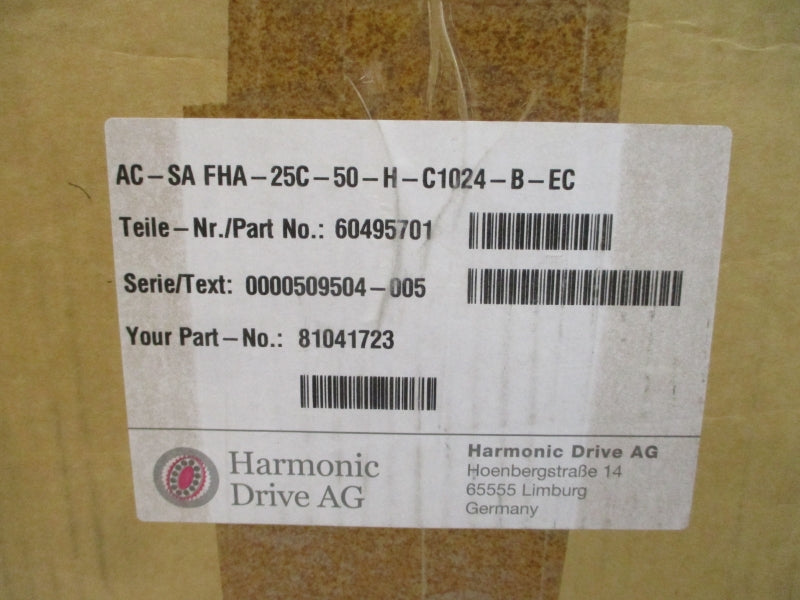 AC-SA FHA-25C-50-H-C1024-B-EC
Teile-Nr./Part No.: 60495701
Serie/Text: 0000509504-005
Your Part-No.: 81041723
Harmonic
Drive AG
Harmonic Drive AG
Hoenbergstraße 14
65555 Limburg
Germany